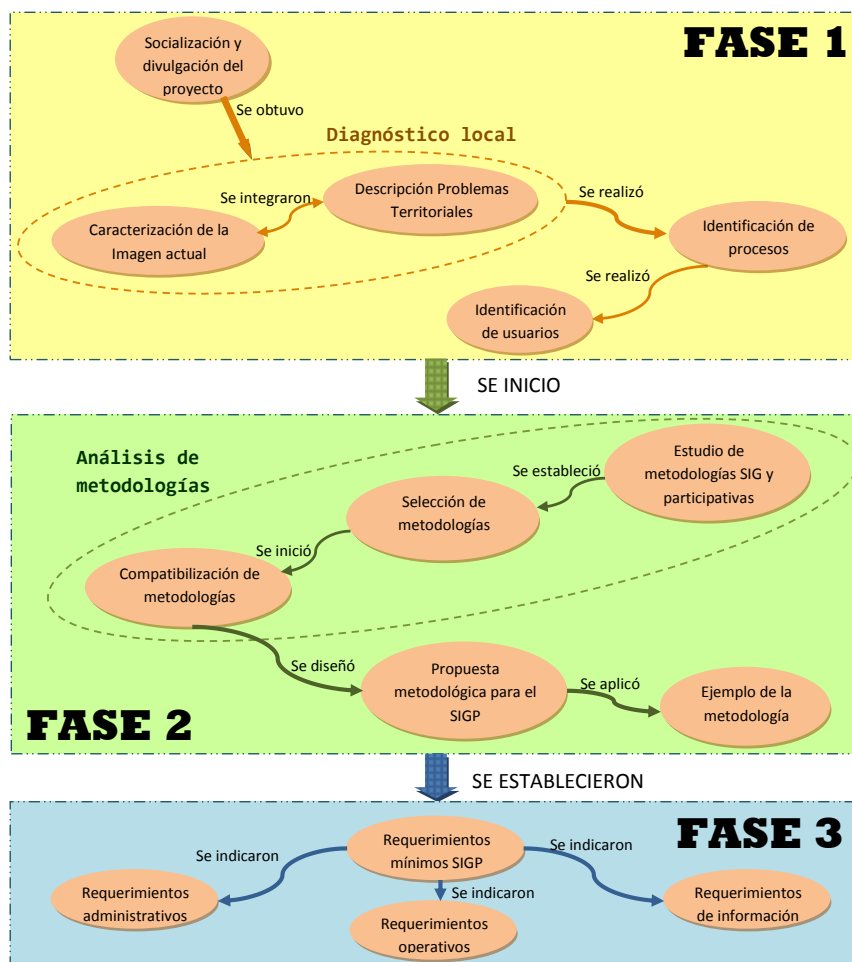 FASE 1
Socialización y
divulgación del
proyecto
Se obtuvo
Diagnóstico local
Se integraron
Descripción Problemas
Territoriales
Caracterización de la
Imagen actual
Se realizó
Identificación de
procesos
Se realizó
Identificación
de usuarios
SE INICIO
Análisis de
metodologías
Estudio de
metodologías SIG y
participativas
Se estableció
Selección de
metodologías
Se inició
Compatibilización de
metodologías
Se diseñó
Propuesta
metodológica para el
SIGP
Se aplicó
Ejemplo de la
metodología
FASE 2
SE ESTABLECIERON
FASE 3
Requerimientos
mínimos SIGP
Se indicaron
Se indicaron
Se indicaron
Requerimientos
administrativos
Requerimientos
operativos
Requerimientos
de información